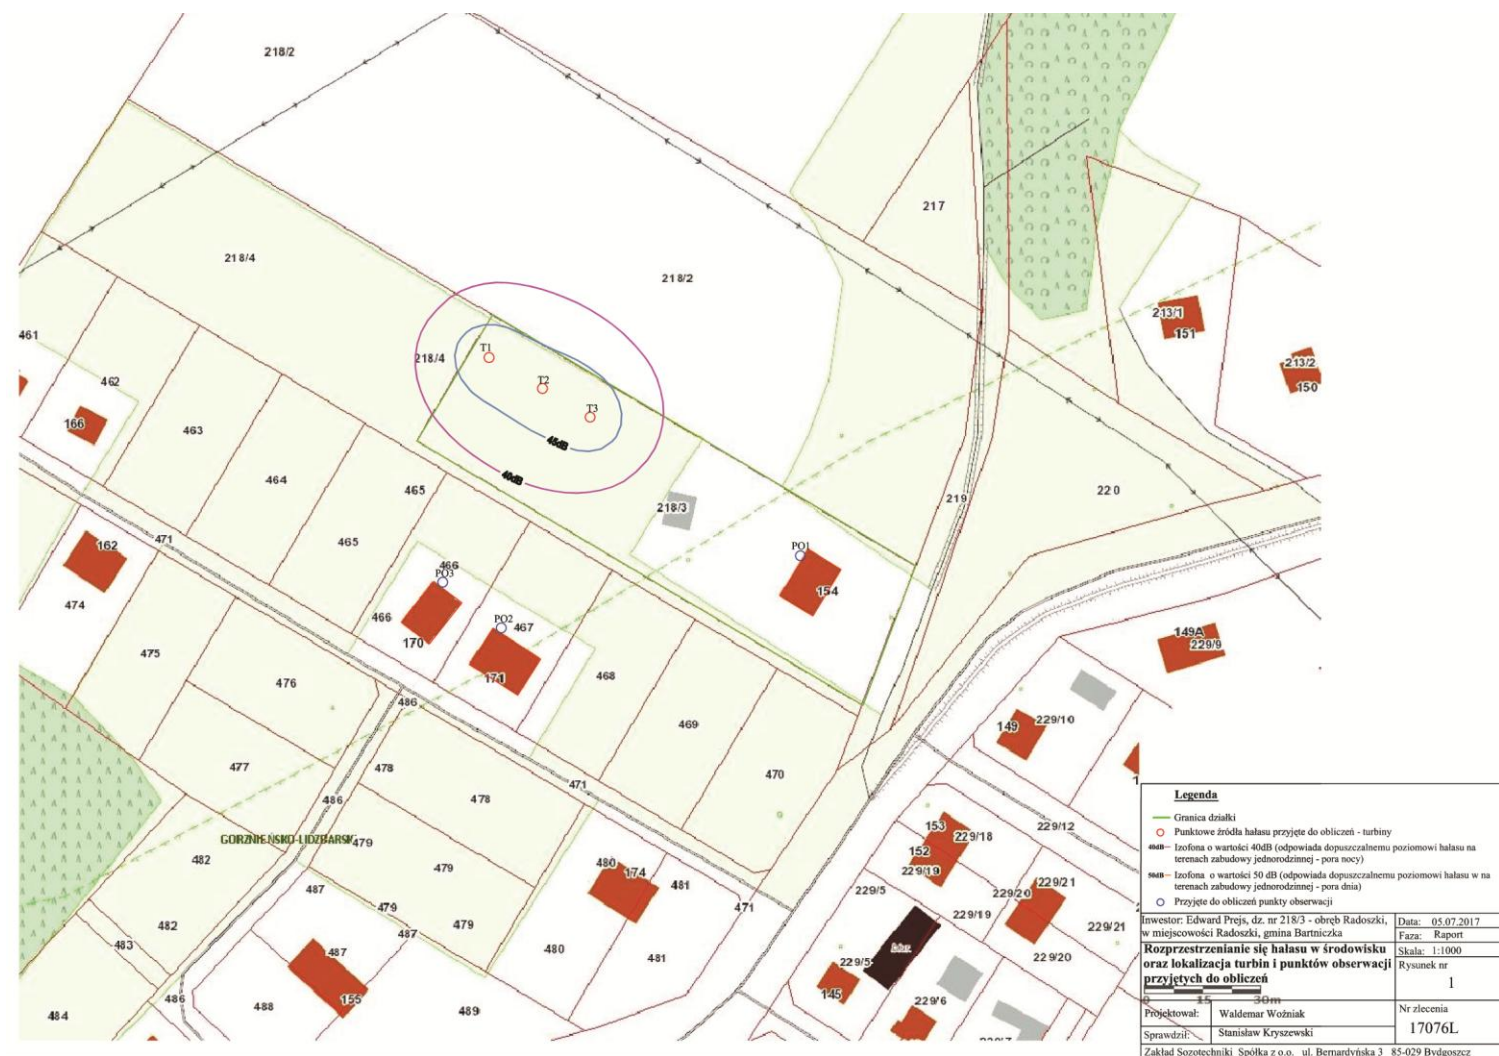 218/2
217
218/4
218/2
213/1
151
461
218/4
T1
213/2
150
462
T2
166
T3
463
45dB
464
40dB
465
220
219
218/3
465
471
162
PO1
466
PO3
154
474
466
PO2
467
170
149A
229/9
475
171
468
476
486
469
149
229/10
477
478
471
470
478
486
153
229/18
229/12
GORZNIEŃSKO-LIDZBARSK
479
152
482
479
480
174
229/19
481
229/20
229/21
487
229/5
482
479
471
229/19
229/21
483
487
479
487
480
481
229/5
229/20
155
145
486
488
229/6
484
489
Legenda
Granica działki
Punktowe źródła hałasu przyjęte do obliczeń - turbiny
40dB Izofona o wartości 40dB (odpowiada dopuszczalnemu poziomowi hałasu na
terenach zabudowy jednorodzinnej - pora nocy)
50dB Izofona o wartości 50 dB (odpowiada dopuszczalnemu poziomowi hałasu w na
terenach zabudowy jednorodzinnej - pora dnia)
Przyjęte do obliczeń punkty obserwacji
Inwestor: Edward Prejs, dz. nr 218/3 - obręb Radoszki,
w miejscowości Radoszki, gmina Bartniczka
Data: 05.07.2017
Faza: Raport
Rozprzestrzenianie się hałasu w środowisku
oraz lokalizacja turbin i punktów obserwacji
przyjętych do obliczeń
Skala: 1:1000
Rysunek nr
1
0 15 30m
Projektował: Waldemar Woźniak
Sprawdził: Stanisław Kryszewski
Nr zlecenia
17076L
Zakład Sozotechniki Spółka z o.o. ul. Bernardyńska 3 85-029 Bydgoszcz